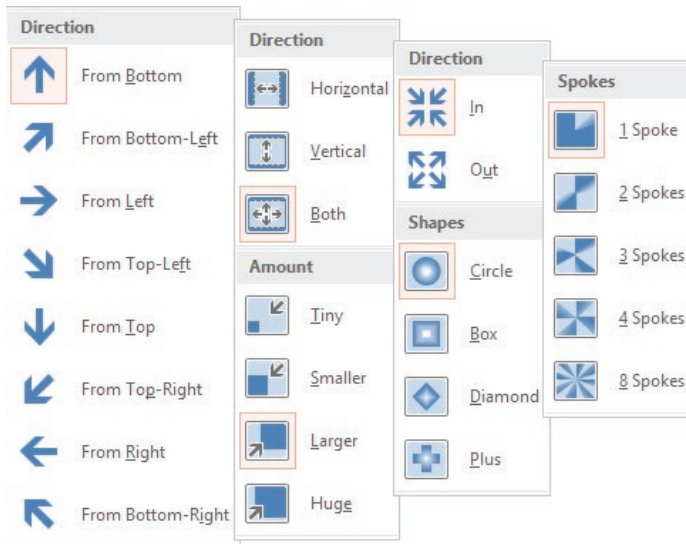 Direction
From Bottom
From Bottom-Left
From Left
From Top-Left
From Top
From Top-Right
From Right
From Bottom-Right
Direction
Horizontal
Vertical
Both
Amount
Tiny
Smaller
Larger
Huge
Direction
In
Out
Shapes
Circle
Box
Diamond
Plus
Spokes
1 Spoke
2 Spokes
3 Spokes
4 Spokes
8 Spokes